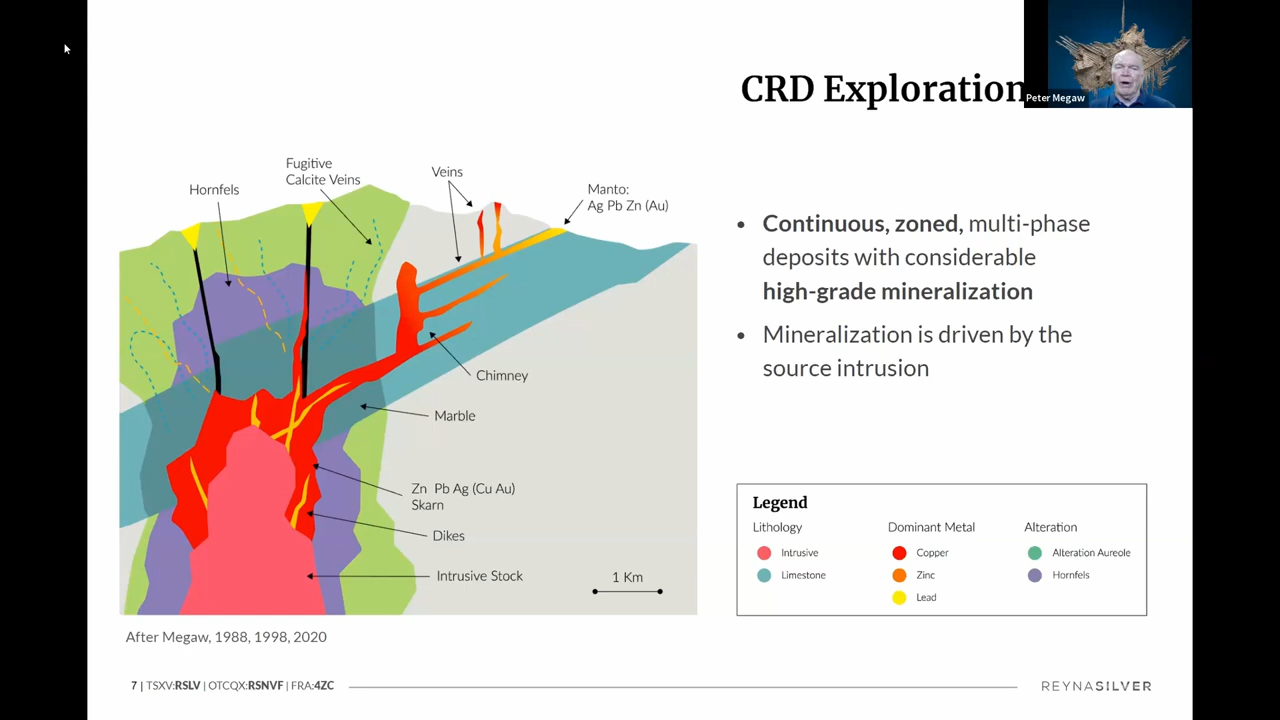 CRD Exploration
Peter Megaw
Fugitive
Calcite Veins
Veins
Hornfels
Manto:
Ag Pb Zn (Au)
Chimney
Marble
Zn Pb Ag (Cu Au)
Skarn
Dikes
Intrusive Stock
1 Km
After Megaw, 1988, 1998, 2020
• Continuous, zoned, multi-phase
deposits with considerable
high-grade mineralization
• Mineralization is driven by the
source intrusion
Legend
Lithology
Intrusive
Limestone
Dominant Metal
Copper
Zinc
Lead
Alteration
Alteration Aureole
Hornfels
7 | TSXV:RSLV | OTCQX:RSNVF | FRA:4ZC
REYNASILVER